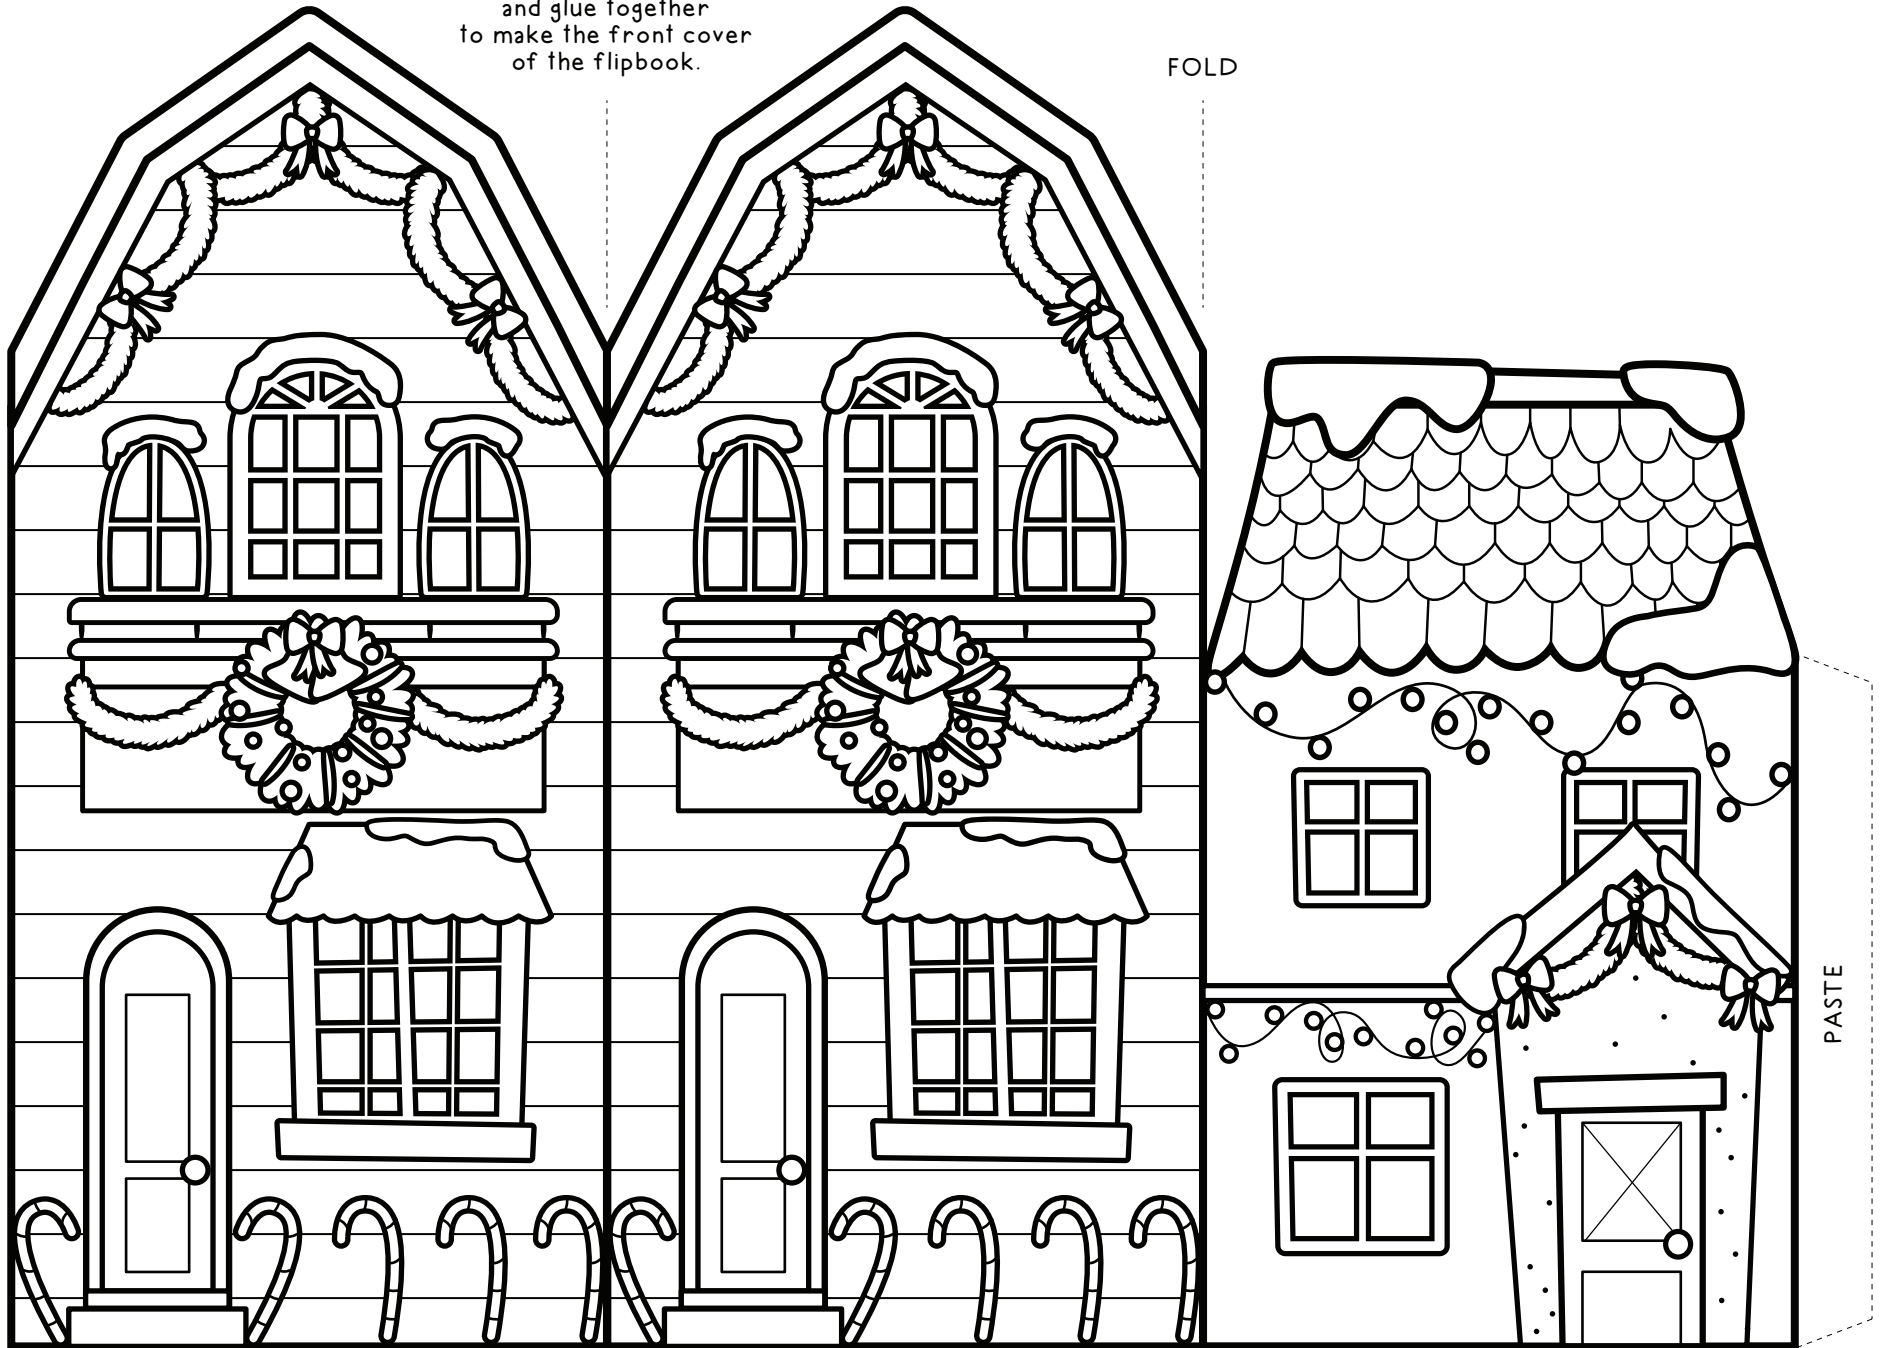 and glue together
to make the front cover
of the flipbook.
FOLD
PASTE